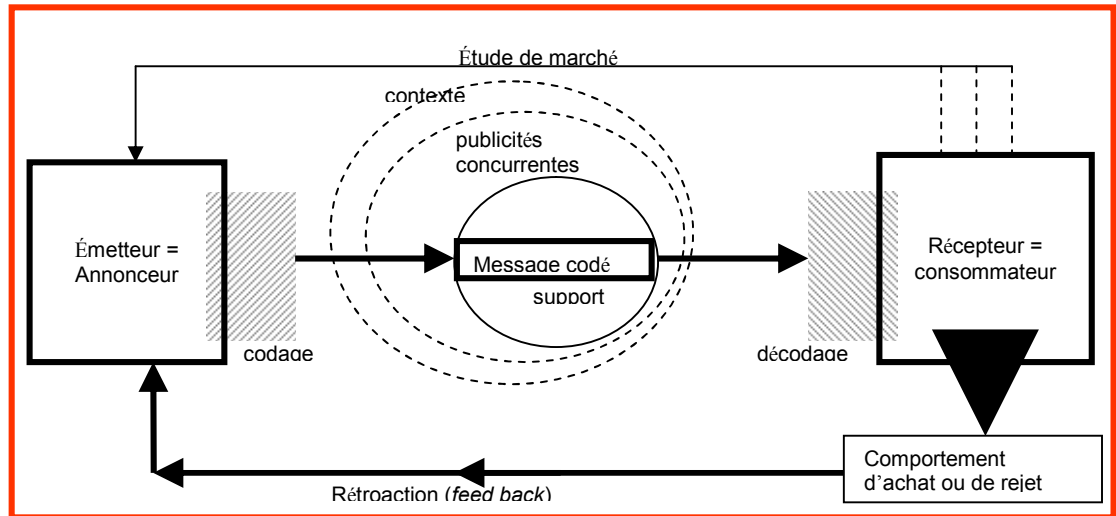 Étude de marché
contexte
publicités
concurrentes
Émetteur =
Annonceur
Message codé
support
Récepteur =
consommateur
codage
décodage
Comportement
d'achat ou de rejet
Rétroaction (feed back)